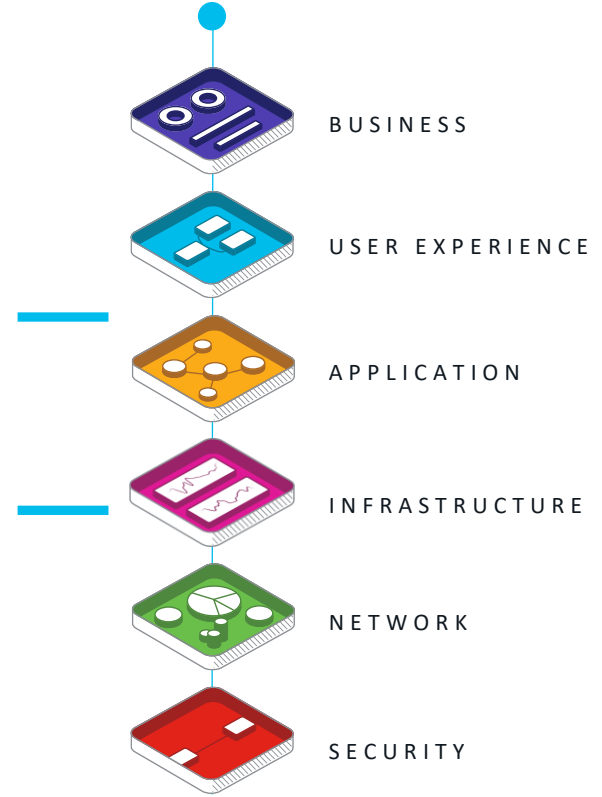 BUSINESS
USER EXPERIENCE
APPLICATION
INFRASTRUCTURE
NETWORK
SECURITY